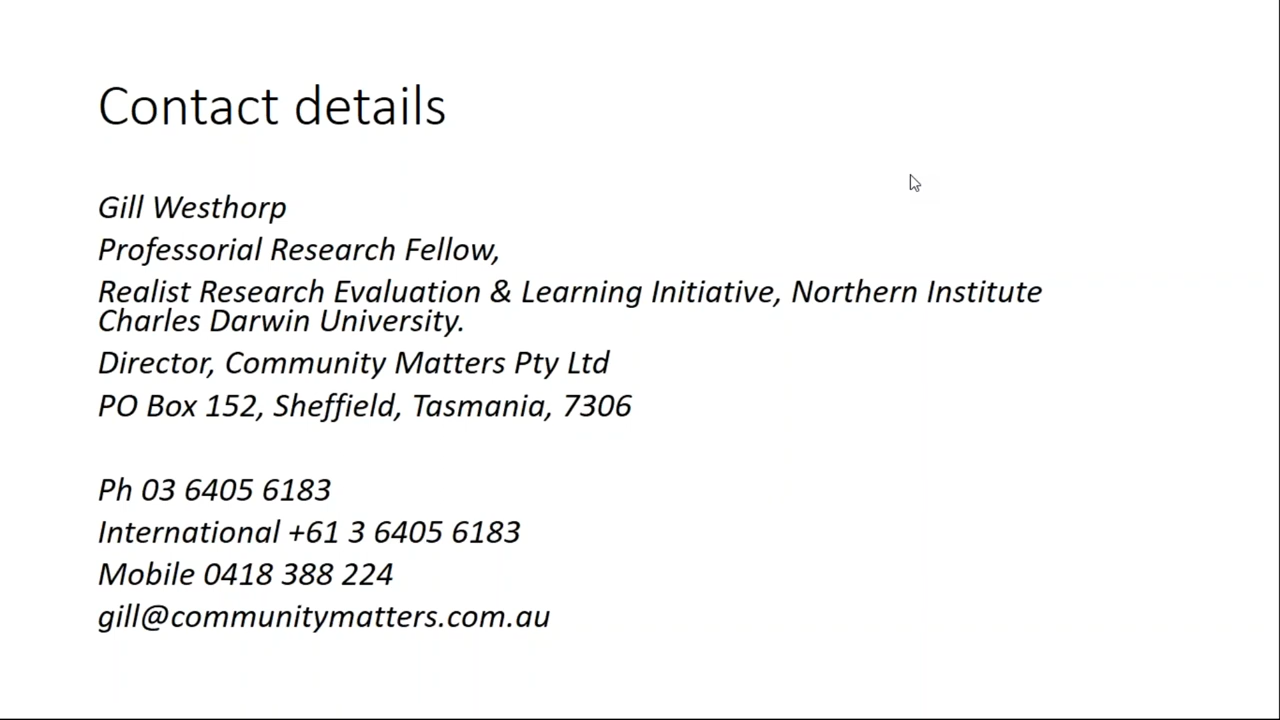 Contact details
Gill Westhorp
Professorial Research Fellow,
Realist Research Evaluation & Learning Initiative, Northern Institute
Charles Darwin University.
Director, Community Matters Pty Ltd
PO Box 152, Sheffield, Tasmania, 7306
Ph 03 6405 6183
International +61 3 6405 6183
Mobile 0418 388 224
gill@communitymatters.com.au